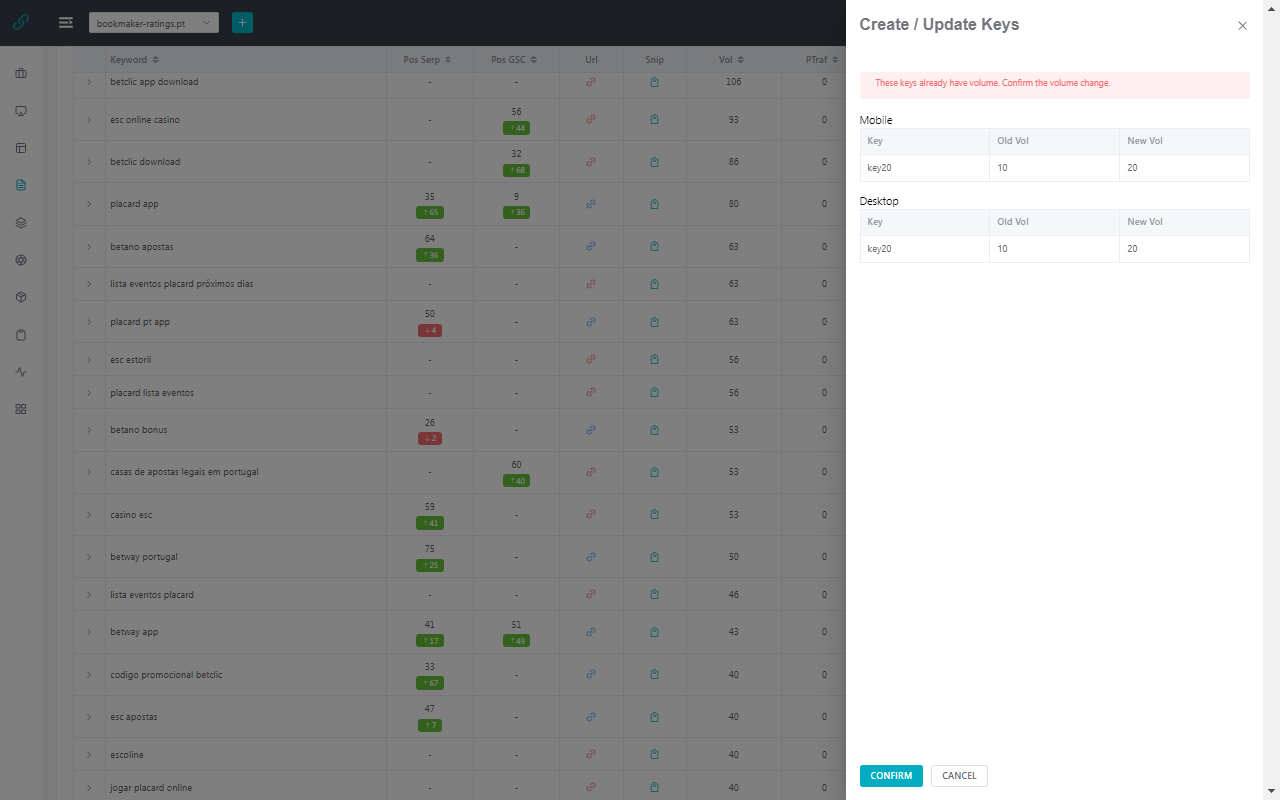 bookmaker-ratings.pt
+
Create / Update Keys
These keys already have volume. Confirm the volume change.
Mobile
Key Old Vol New Vol
key20 10 20
Desktop
Key Old Vol New Vol
key20 10 20
CONFIRM CANCEL
Keyword Pos Serp Pos GSC Url Snip Vol PTraf
betclic app download - - 106 0
esc online casino - 56 93 0
↑44
betclic download - 32 86 0
↑68
placard app 35 9 80 0
↑65 ↑36
betano apostas 64 - 63 0
↑36
lista eventos placard próximos dias - - 63 0
placard pt app 50 - 63 0
↓4
esc estoril - - 56 0
placard lista eventos - - 56 0
betano bonus 26 - 53 0
↓2
casas de apostas legais em portugal - 60 53 0
↑40
casino esc 59 - 53 0
↑41
betway portugal 75 - 50 0
↑25
lista eventos placard - - 46 0
betway app 41 51 43 0
↑17 ↑49
codigo promocional betclic 33 - 40 0
↑67
esc apostas 47 - 40 0
↑7
escoline - - 40 0
jogar placard online - - 40 0